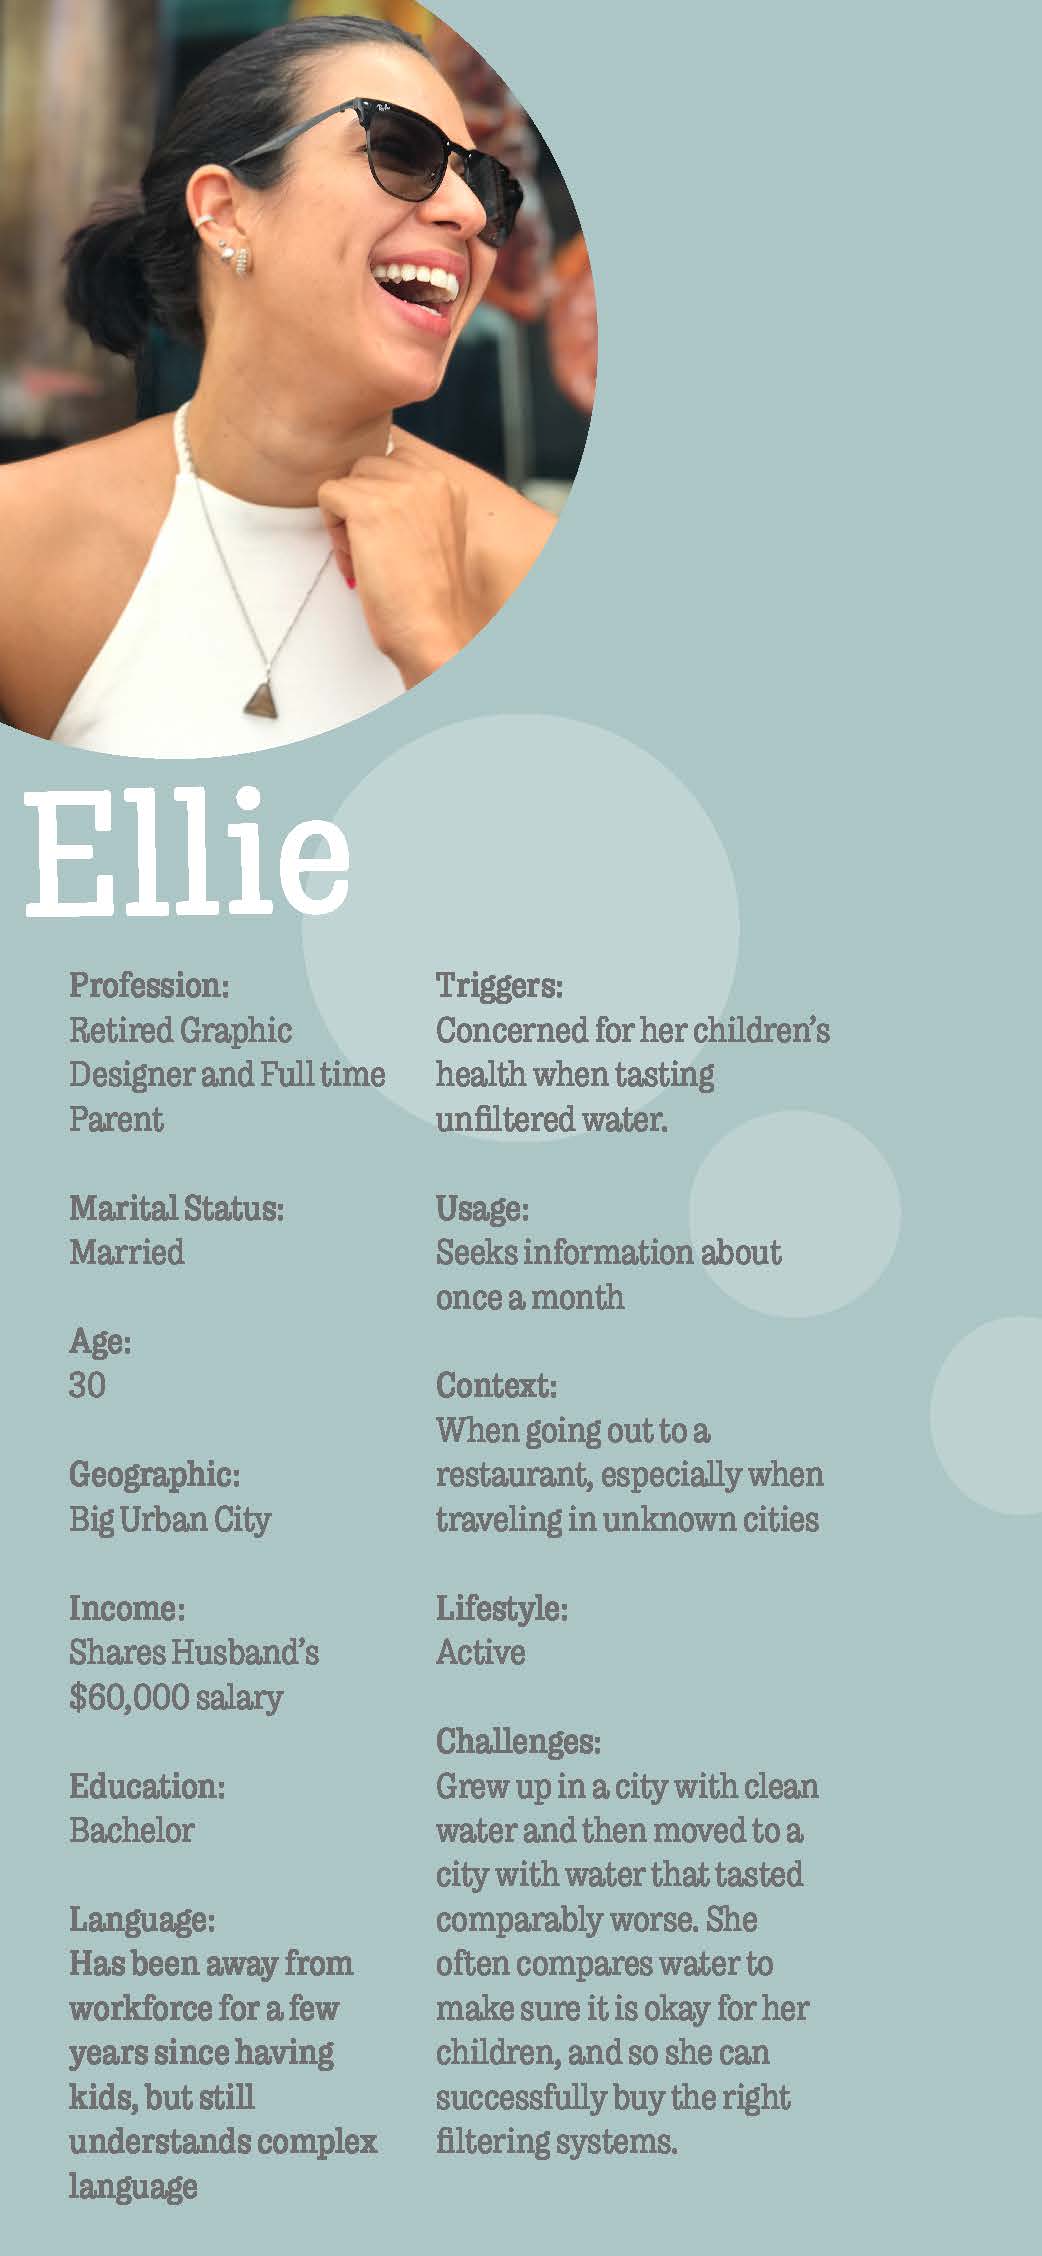 Ray-Ban
Ellie
Profession:
Retired Graphic
Designer and Full time
Parent
Marital Status:
Married
Age:
30
Geographic:
Big Urban City
Income:
Shares Husband's
$60,000 salary
Education:
Bachelor
Language:
Has been away from
workforce for a few
years since having
kids, but still
understands complex
language
Triggers:
Concerned for her children's
health when tasting
unfiltered water.
Usage:
Seeks information about
once a month
Context:
When going out to a
restaurant, especially when
traveling in unknown cities
Lifestyle:
Active
Challenges:
Grew up in a city with clean
water and then moved to a
city with water that tasted
comparably worse. She
often compares water to
make sure it is okay for her
children, and so she can
successfully buy the right
filtering systems.